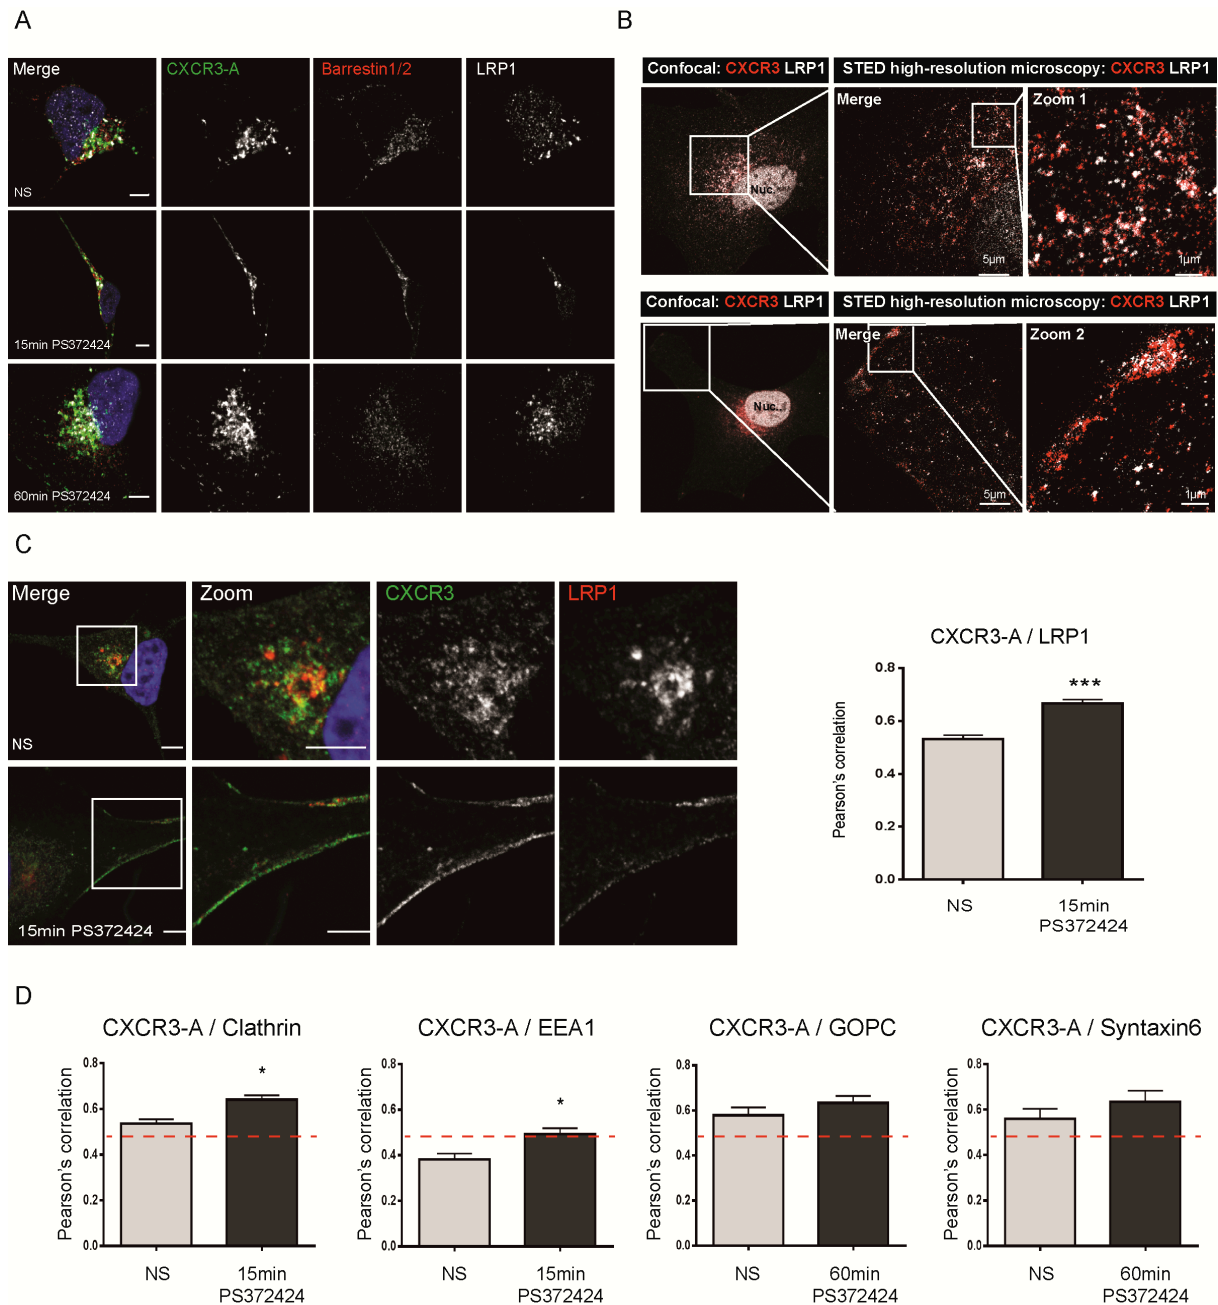 A
Merge
CXCR3-A
Barrestin1/2
LRP1
NS
15min PS372424
60min PS372424
B
Confocal: CXCR3 LRP1
STED high-resolution microscopy: CXCR3 LRP1
Merge
Zoom 1
Nuc.
5µm
1µm
Confocal: CXCR3 LRP1
STED high-resolution microscopy: CXCR3 LRP1
Merge
Zoom 2
Nuc.
5µm
1µm
C
Merge
Zoom
CXCR3
LRP1
NS
15min PS372424
CXCR3-A / LRP1
Pearson's correlation
0.8
0.6
0.4
0.2
0.0
***
NS
15min
PS372424
D
CXCR3-A / Clathrin
Pearson's correlation
0.8
0.6
0.4
0.2
0.0
*
NS
15min
PS372424
CXCR3-A / EEA1
Pearson's correlation
0.8
0.6
0.4
0.2
0.0
*
NS
15min
PS372424
CXCR3-A / GOPC
Pearson's correlation
0.8
0.6
0.4
0.2
0.0
NS
60min
PS372424
CXCR3-A / Syntaxin6
Pearson's correlation
0.8
0.6
0.4
0.2
0.0
NS
60min
PS372424